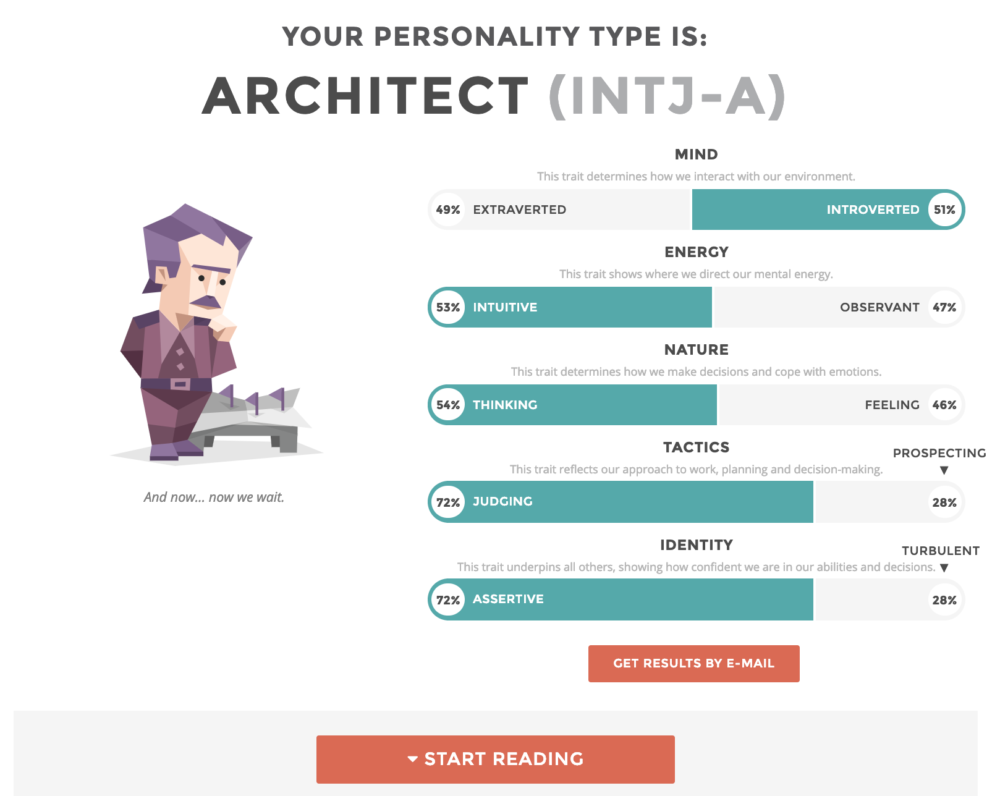 YOUR PERSONALITY TYPE IS:
ARCHITECT (INTJ-A)
And now... now we wait.
MIND
This trait determines how we interact with our environment.
49% EXTRAVERTED INTROVERTED 51%
ENERGY
This trait shows where we direct our mental energy.
53% INTUITIVE OBSERVANT 47%
NATURE
This trait determines how we make decisions and cope with emotions.
54% THINKING FEELING 46%
TACTICS
PROSPECTING
This trait reflects our approach to work, planning and decision-making.
72% JUDGING 28%
IDENTITY
TURBULENT
This trait underpins all others, showing how confident we are in our abilities and decisions.
72% ASSERTIVE 28%
GET RESULTS BY E-MAIL
START READING